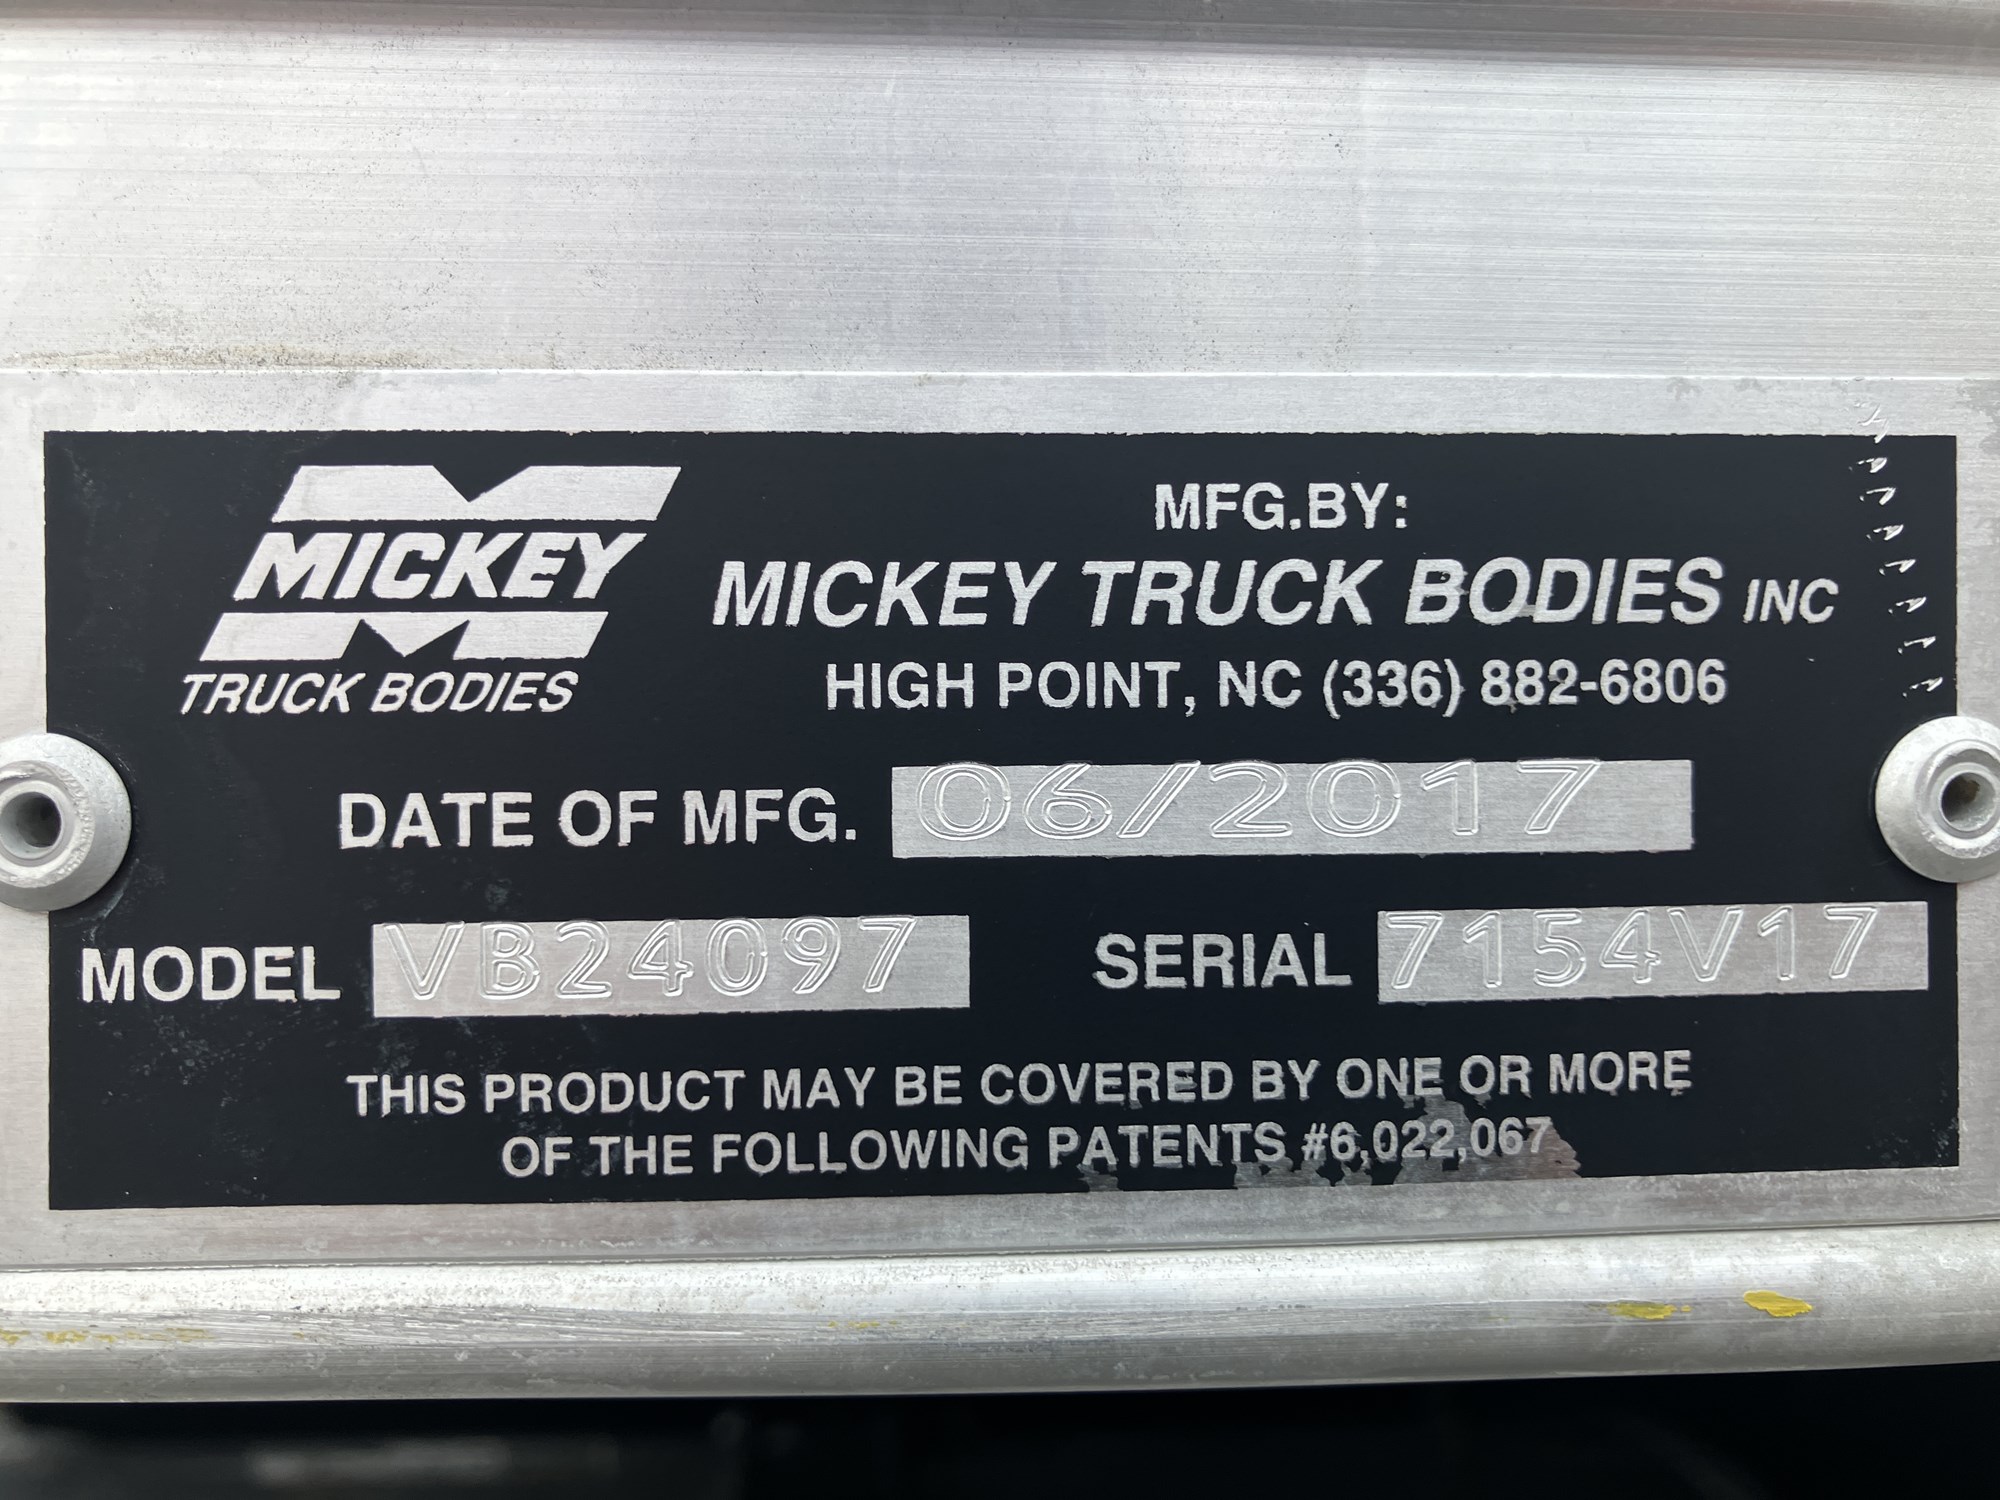 MICKEY
TRUCK BODIES
MFG.BY:
MICKEY TRUCK BODIES INC
HIGH POINT, NC (336) 882-6806
DATE OF MFG. 06/2017
MODEL VB24097 SERIAL 7154V17
THIS PRODUCT MAY BE COVERED BY ONE OR MORE
OF THE FOLLOWING PATENTS #6,022,067